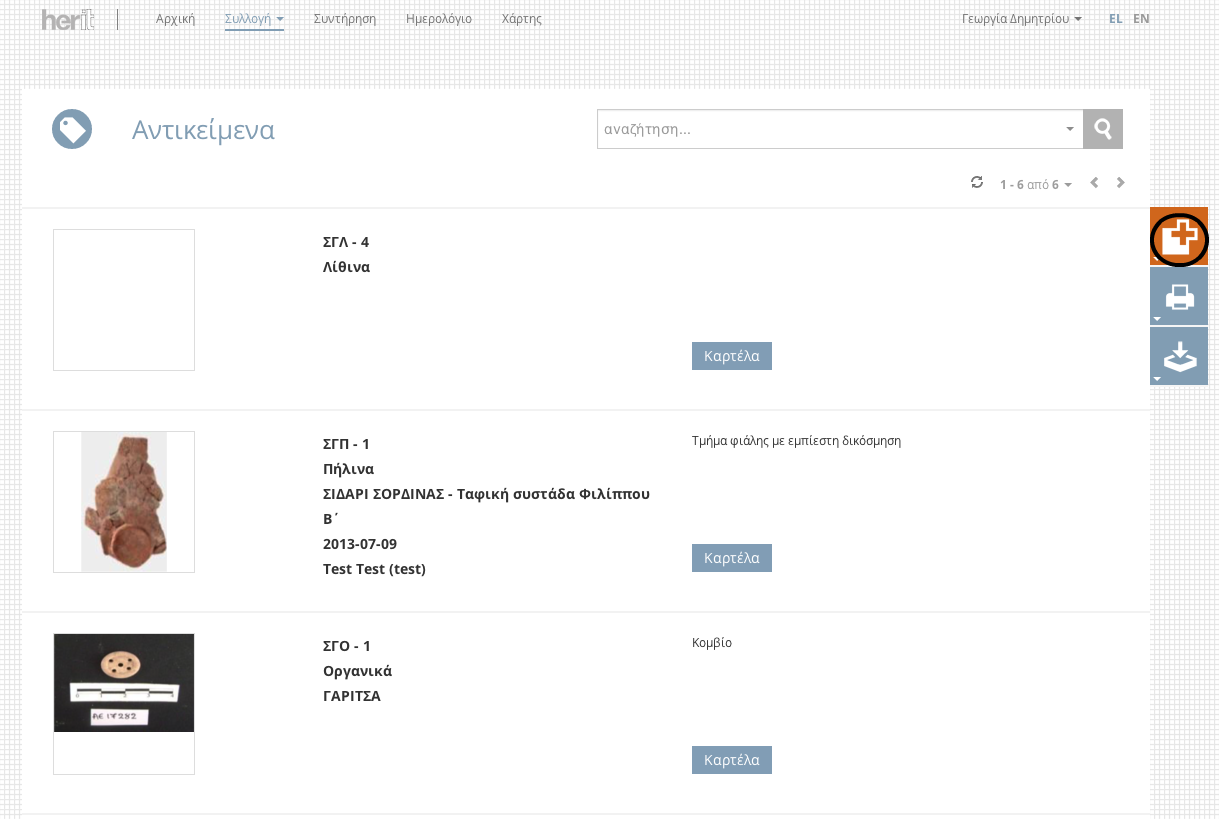 herit
Αρχική Συλλογή Συντήρηση Ημερολόγιο Χάρτης Γεωργία Δημητρίου EL EN
Αντικείμενα
αναζήτηση...
1 - 6 από 6
ΣΓΛ - 4
Λίθινα
Καρτέλα
ΣΓΠ - 1
Πήλινα
ΣΙΔΑΡΙ ΣΟΡΔΙΝΑΣ - Ταφική συστάδα Φιλίππου
Β΄
2013-07-09
Test Test (test)
Τμήμα φιάλης με εμπίεστη δικόσμηση
Καρτέλα
ΣΓΟ - 1
Οργανικά
ΓΑΡΙΤΣΑ
Κομβίο
Καρτέλα